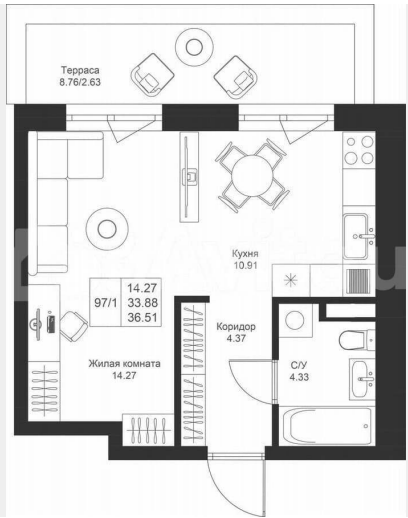 Терраса
8.76/2.63
Кухня
10.91
97/1
14.27
33.88
36.51
Коридор
4.37
Жилая комната
14.27
С/У
4.33